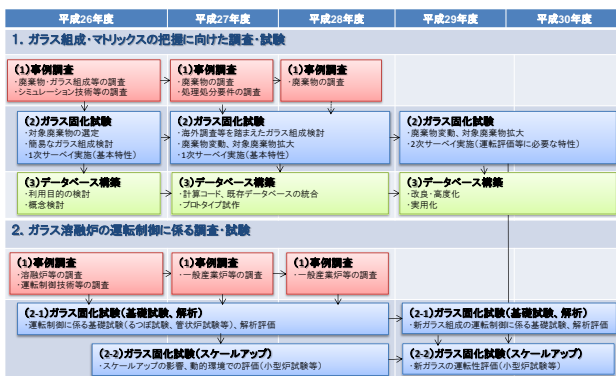 平成26年度 平成27年度 平成28年度 平成29年度 平成30年度
1．ガラス組成・マトリックスの把握に向けた調査・試験
(1)事例調査
・廃棄物・ガラス組成等の調査
・シミュレーション技術等の調査
(1)事例調査
・廃棄物の調査
・処理処分要件の調査
(1)事例調査
・廃棄物の調査
(2)ガラス固化試験
・対象廃棄物の選定
・簡易なガラス組成検討
・1次サーベイ実施(基本特性)
(2)ガラス固化試験
・海外調査等を踏まえたガラス組成検討
・廃棄物変動、対象廃棄物拡大
・1次サーベイ実施(基本特性)
(2)ガラス固化試験
・廃棄物変動、対象廃棄物拡大
・2次サーベイ実施(運転評価等に必要な特性)
(3)データベース構築
・利用目的の検討
・概念検討
(3)データベース構築
・計算コード、既存データベースの統合
・プロトタイプ試作
(3)データベース構築
・改良・高度化
・実用化
2．ガラス溶融炉の運転制御に係る調査・試験
(1)事例調査
・溶融炉等の調査
・運転制御技術等の調査
(1)事例調査
・一般産業炉等の調査
(1)事例調査
・一般産業炉等の調査
(2-1)ガラス固化試験(基礎試験、解析)
・運転制御に係る基礎試験(るつぼ試験、管状炉試験等)、解析評価
(2-1)ガラス固化試験(基礎試験、解析)
・新ガラス組成の運転制御に係る基礎試験、解析評価
(2-2)ガラス固化試験(スケールアップ)
・スケールアップの影響、動的環境での評価(小型炉試験等)
(2-2)ガラス固化試験(スケールアップ)
・新ガラスの運転性評価(小型炉試験等)